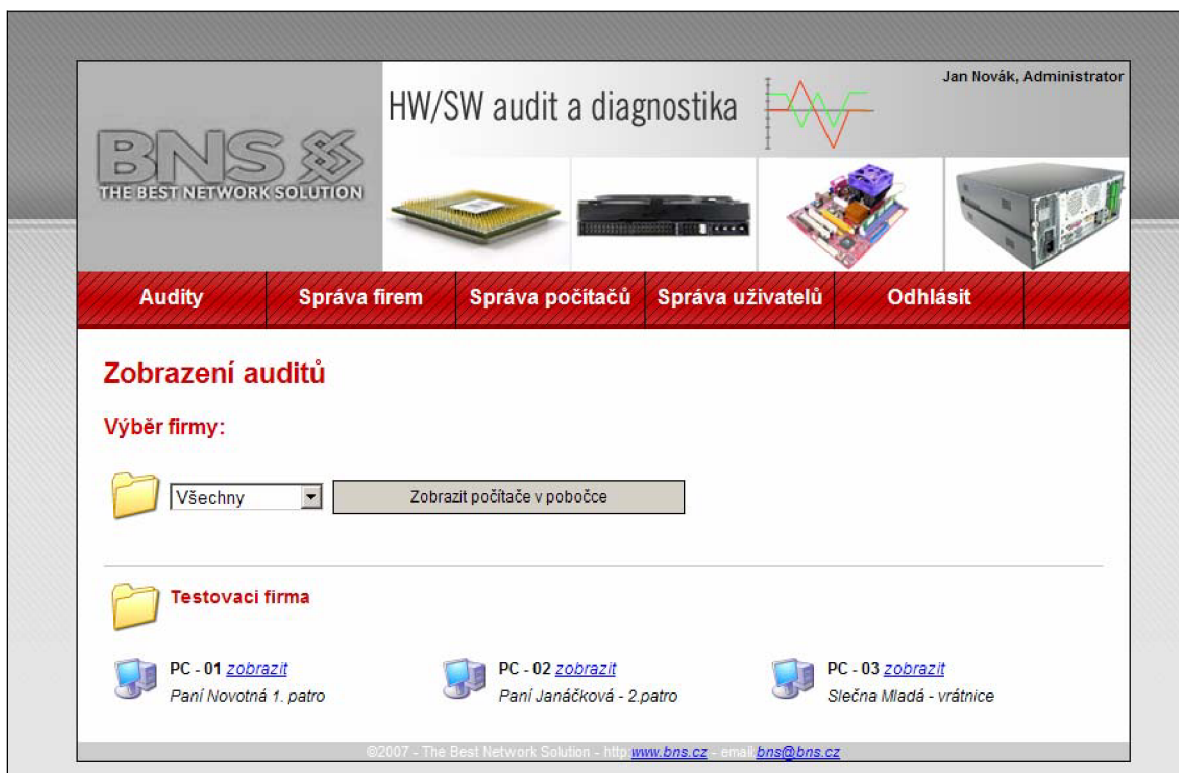 Jan Novák, Administrator
HW/SW audit a diagnostika
BNS
THE BEST NETWORK SOLUTION
Audity
Správa firem
Správa počítačů
Správa uživatelů
Odhlásit
Zobrazení auditů
Výběr firmy:
Všechny
Zobrazit počítače v pobočce
Testovaci firma
PC - 01 zobrazit
Paní Novotná 1. patro
PC - 02 zobrazit
Paní Janáčková - 2.patro
PC - 03 zobrazit
Slečna Mladá - vrátnice
©2007 - The Best Network Solution - http:www.bns.cz - email:bns@bns.cz